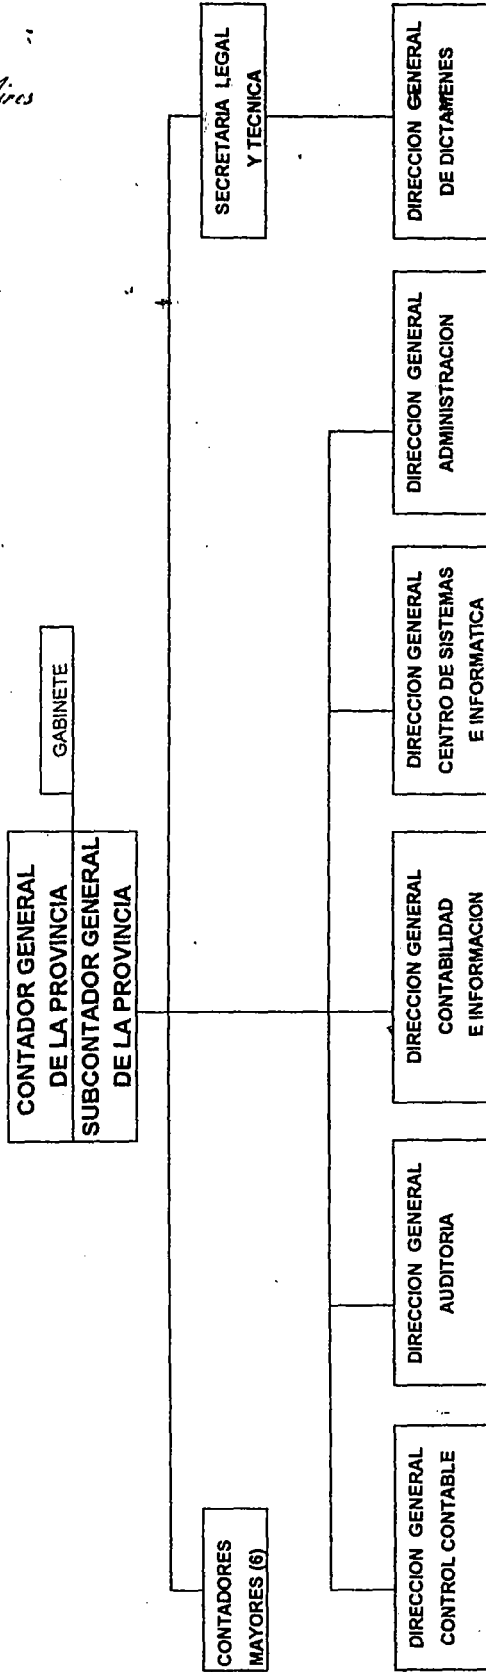 CONTADOR GENERAL
DE LA PROVINCIA
SUBCONTADOR GENERAL
DE LA PROVINCIA
GABINETE
CONTADORES
MAYORES (6)
SECRETARIA LEGAL
Y TECNICA
DIRECCION GENERAL
CONTROL CONTABLE
DIRECCION GENERAL
AUDITORIA
DIRECCION GENERAL
CONTABILIDAD
E INFORMACION
DIRECCION GENERAL
CENTRO DE SISTEMAS
E INFORMATICA
DIRECCION GENERAL
ADMINISTRACION
DIRECCION GENERAL
DE DICTAMENES